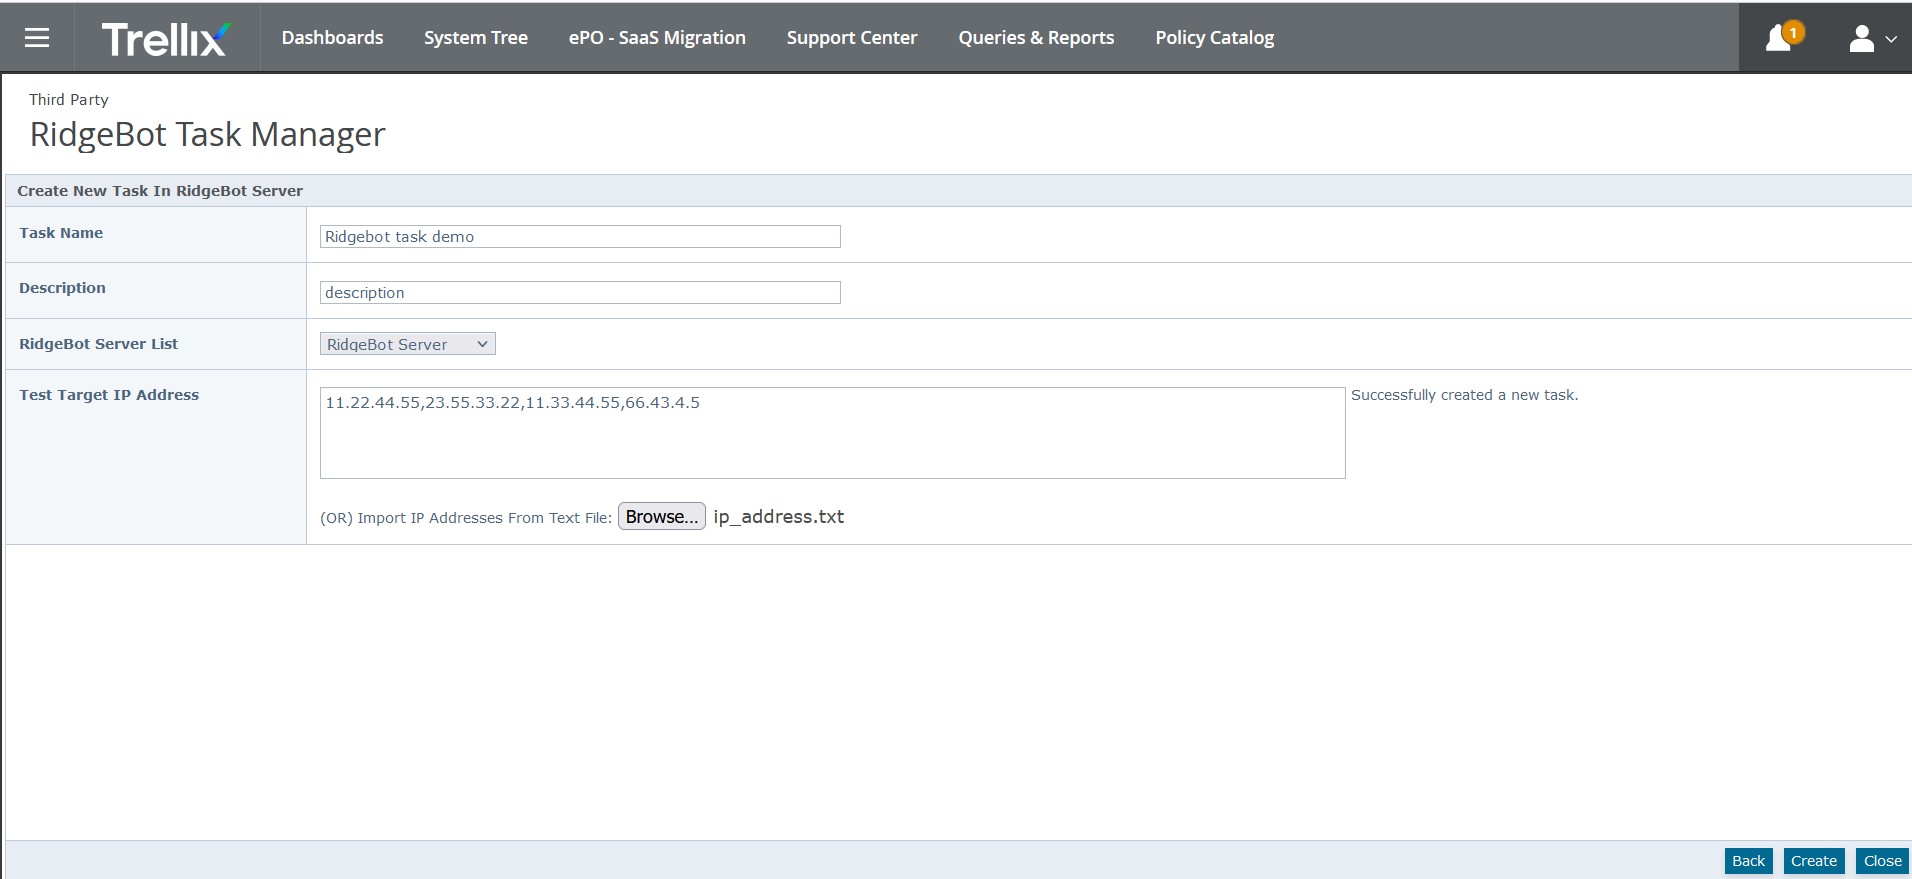 Trellix Dashboards System Tree ePO - SaaS Migration Support Center Queries & Reports Policy Catalog 1
Third Party
RidgeBot Task Manager
Create New Task In RidgeBot Server
Task Name Ridgebot task demo
Description description
RidgeBot Server List RidgeBot Server
Test Target IP Address 11.22.44.55,23.55.33.22,11.33.44.55,66.43.4.5 Successfully created a new task.
(OR) Import IP Addresses From Text File: Browse... ip_address.txt
Back Create Close